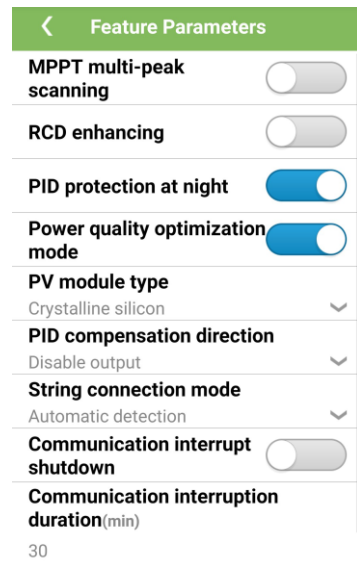 Feature Parameters
MPPT multi-peak
scanning
RCD enhancing
PID protection at night
Power quality optimization
mode
PV module type
Crystalline silicon
PID compensation direction
Disable output
String connection mode
Automatic detection
Communication interrupt
shutdown
Communication interruption
duration(min)
30